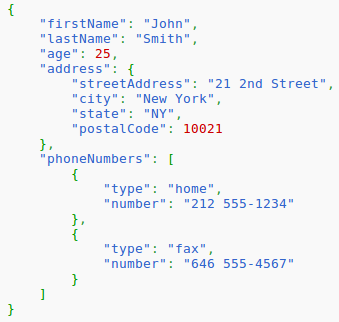 {
    "firstName": "John",
    "lastName": "Smith",
    "age": 25,
    "address": {
        "streetAddress": "21 2nd Street",
        "city": "New York",
        "state": "NY",
        "postalCode": 10021
    },
    "phoneNumbers": [
        {
            "type": "home",
            "number": "212 555-1234"
        },
        {
            "type": "fax",
            "number": "646 555-4567"
        }
    ]
}